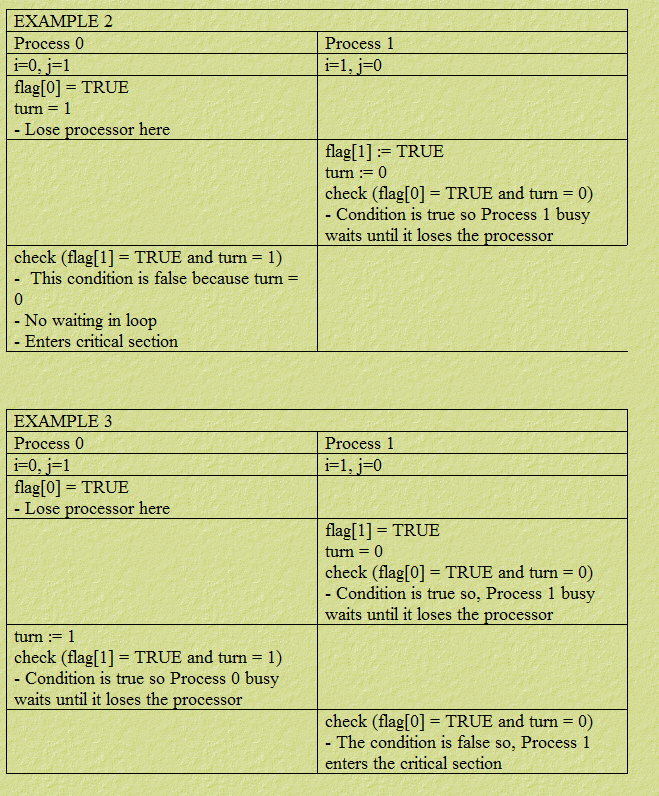 EXAMPLE 2
Process 0
Process 1
i=0, j=1
i=1, j=0
flag[0] = TRUE
turn = 1
- Lose processor here
flag[1] := TRUE
turn := 0
check (flag[0] = TRUE and turn = 0)
- Condition is true so Process 1 busy
waits until it loses the processor
check (flag[1] = TRUE and turn = 1)
- This condition is false because turn =
0
- No waiting in loop
- Enters critical section
EXAMPLE 3
Process 0
Process 1
i=0, j=1
i=1, j=0
flag[0] = TRUE
- Lose processor here
flag[1] = TRUE
turn = 0
check (flag[0] = TRUE and turn = 0)
- Condition is true so, Process 1 busy
waits until it loses the processor
turn := 1
check (flag[1] = TRUE and turn = 1)
- Condition is true so Process 0 busy
waits until it loses the processor
check (flag[0] = TRUE and turn = 0)
- The condition is false so, Process 1
enters the critical section